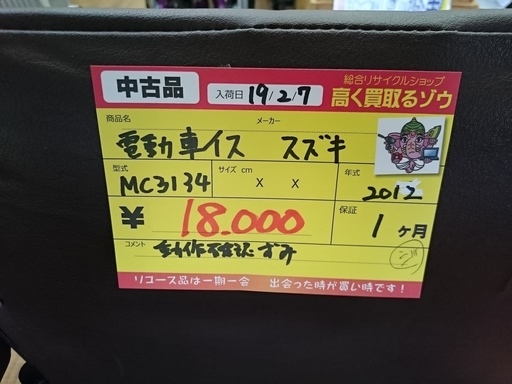 総合リサイクルショップ
中古品 入荷日 19/2/7 高く買取るゾウ
商品名 メーカー
電動車イス スズキ
型式 サイズ cm 年式
MC3134 X X 2012
¥ 18.000 保証 1ヶ月
コメント 動作確認ずみ
リユース品は一期一会 出会った時が買い時です!